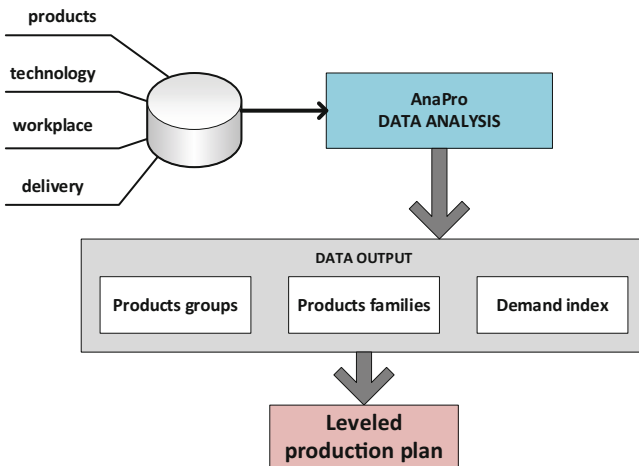 products
technology
workplace
delivery
AnaPro
DATA ANALYSIS
DATA OUTPUT
Products groups
Products families
Demand index
Leveled
production plan